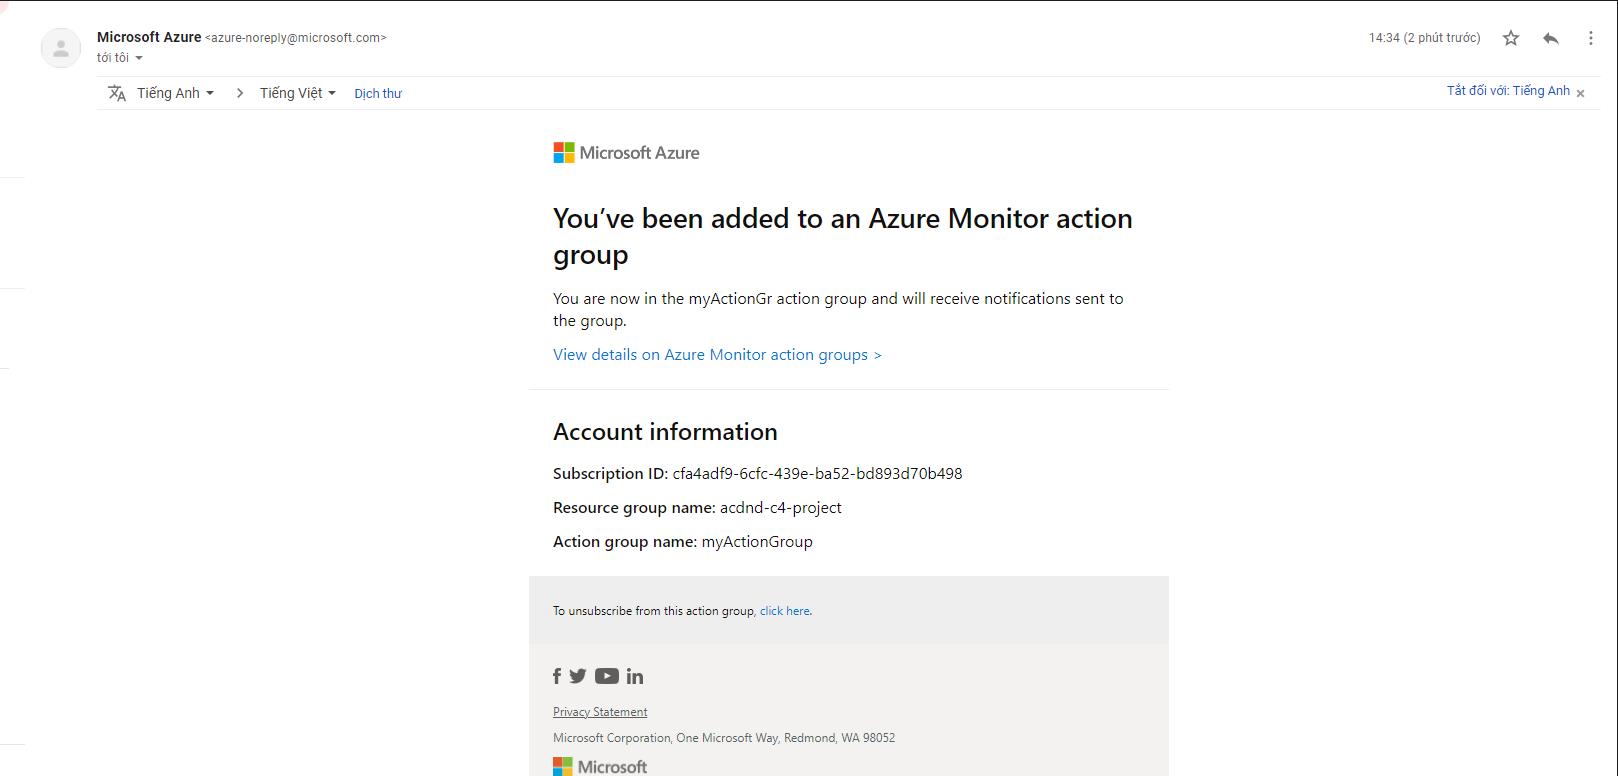 Microsoft Azure <azure-noreply@microsoft.com>
14:34 (2 phút trước)
tới tôi
Tiếng Anh
Tiếng Việt
Dịch thư
Tắt đối với: Tiếng Anh
Microsoft Azure
You’ve been added to an Azure Monitor action
group
You are now in the myActionGr action group and will receive notifications sent to
the group.
View details on Azure Monitor action groups >
Account information
Subscription ID: cfa4adf9-6cfc-439e-ba52-bd893d70b498
Resource group name: acdnd-c4-project
Action group name: myActionGroup
To unsubscribe from this action group, click here.
Privacy Statement
Microsoft Corporation, One Microsoft Way, Redmond, WA 98052
Microsoft